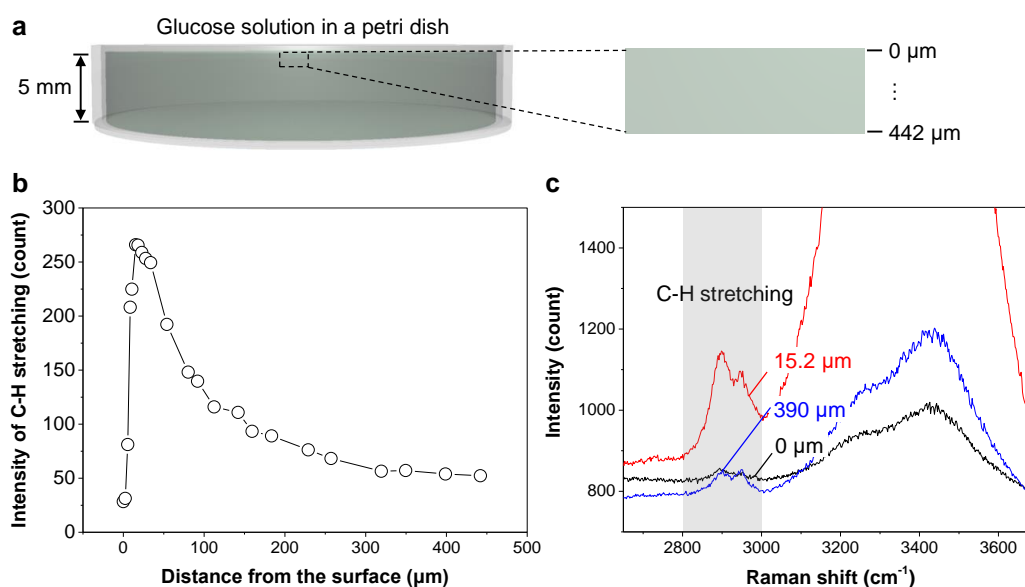 a
Glucose solution in a petri dish
5 mm
0 µm
⋮
442 µm
b
Intensity of C-H stretching (count)
300
250
200
150
100
50
0
0
100
200
300
400
500
Distance from the surface (µm)
c
Intensity (count)
1400
1200
1000
800
C-H stretching
15.2 µm
390 µm
0 µm
2800
3000
3200
3400
3600
Raman shift (cm⁻¹)